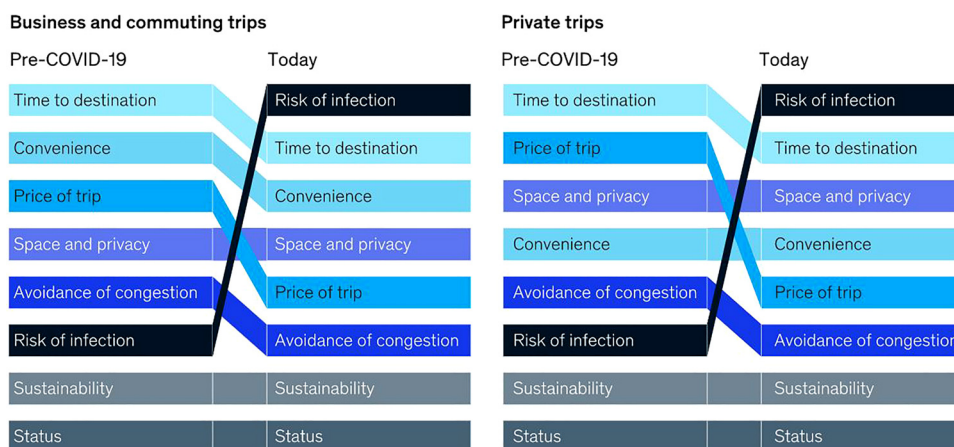 Business and commuting trips
Pre-COVID-19
Today
Time to destination
Convenience
Price of trip
Space and privacy
Avoidance of congestion
Risk of infection
Sustainability
Status
Risk of infection
Time to destination
Convenience
Space and privacy
Price of trip
Avoidance of congestion
Sustainability
Status
Private trips
Pre-COVID-19
Today
Time to destination
Price of trip
Space and privacy
Convenience
Avoidance of congestion
Risk of infection
Sustainability
Status
Risk of infection
Time to destination
Space and privacy
Convenience
Price of trip
Avoidance of congestion
Sustainability
Status